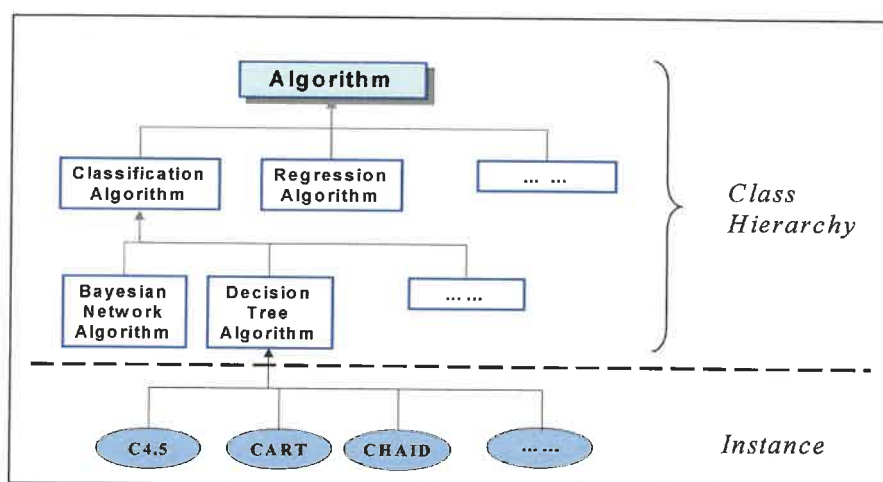 Algorithm
Classification
Algorithm
Regression
Algorithm
... ...
Class
Hierarchy
Bayesian
Network
Algorithm
Decision
Tree
Algorithm
... ...
C4.5
CART
CHAID
... ...
Instance